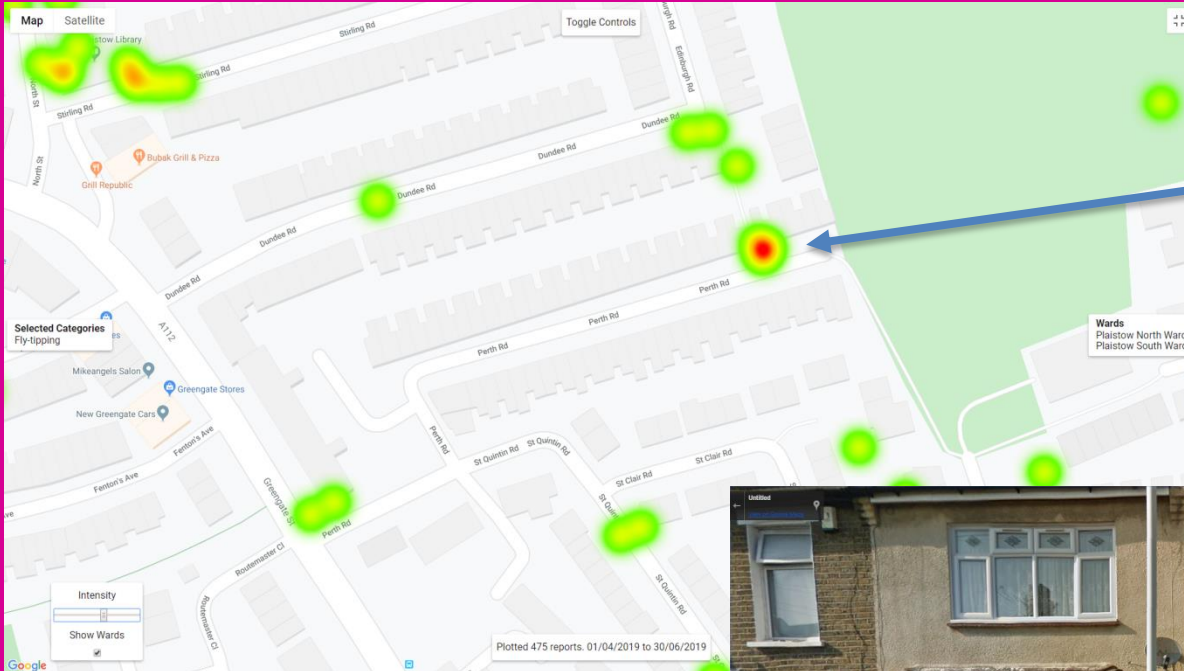 Map Satellite
Toggle Controls
Stirling Rd
Edinburgh Rd
stow Library
Stirling Rd
North St
Stirling Rd
Dundee Rd
Bubak Grill & Pizza
Dundee Rd
North St
Grill Republic
Dundee Rd
Dundee Rd
Dundee Rd
Perth Rd
A112
Selected Categories
Fly-tipping
es
Perth Rd
Wards
Plaistow North Ward
Plaistow South Ward
Perth Rd
Mikeangels Salon
Greengate Stores
New Greengate Cars
Perth Rd
Fenton's Ave
St Quintin Rd
St Quintin Rd
St Clair Rd
St Clair Rd
Fenton's Ave
Greengate St
Perth Rd
Untitled
Routemaster Cl
Routemaster Cl
St Quintin Rd
Intensity
Show Wards
Plotted 475 reports. 01/04/2019 to 30/06/2019
Google